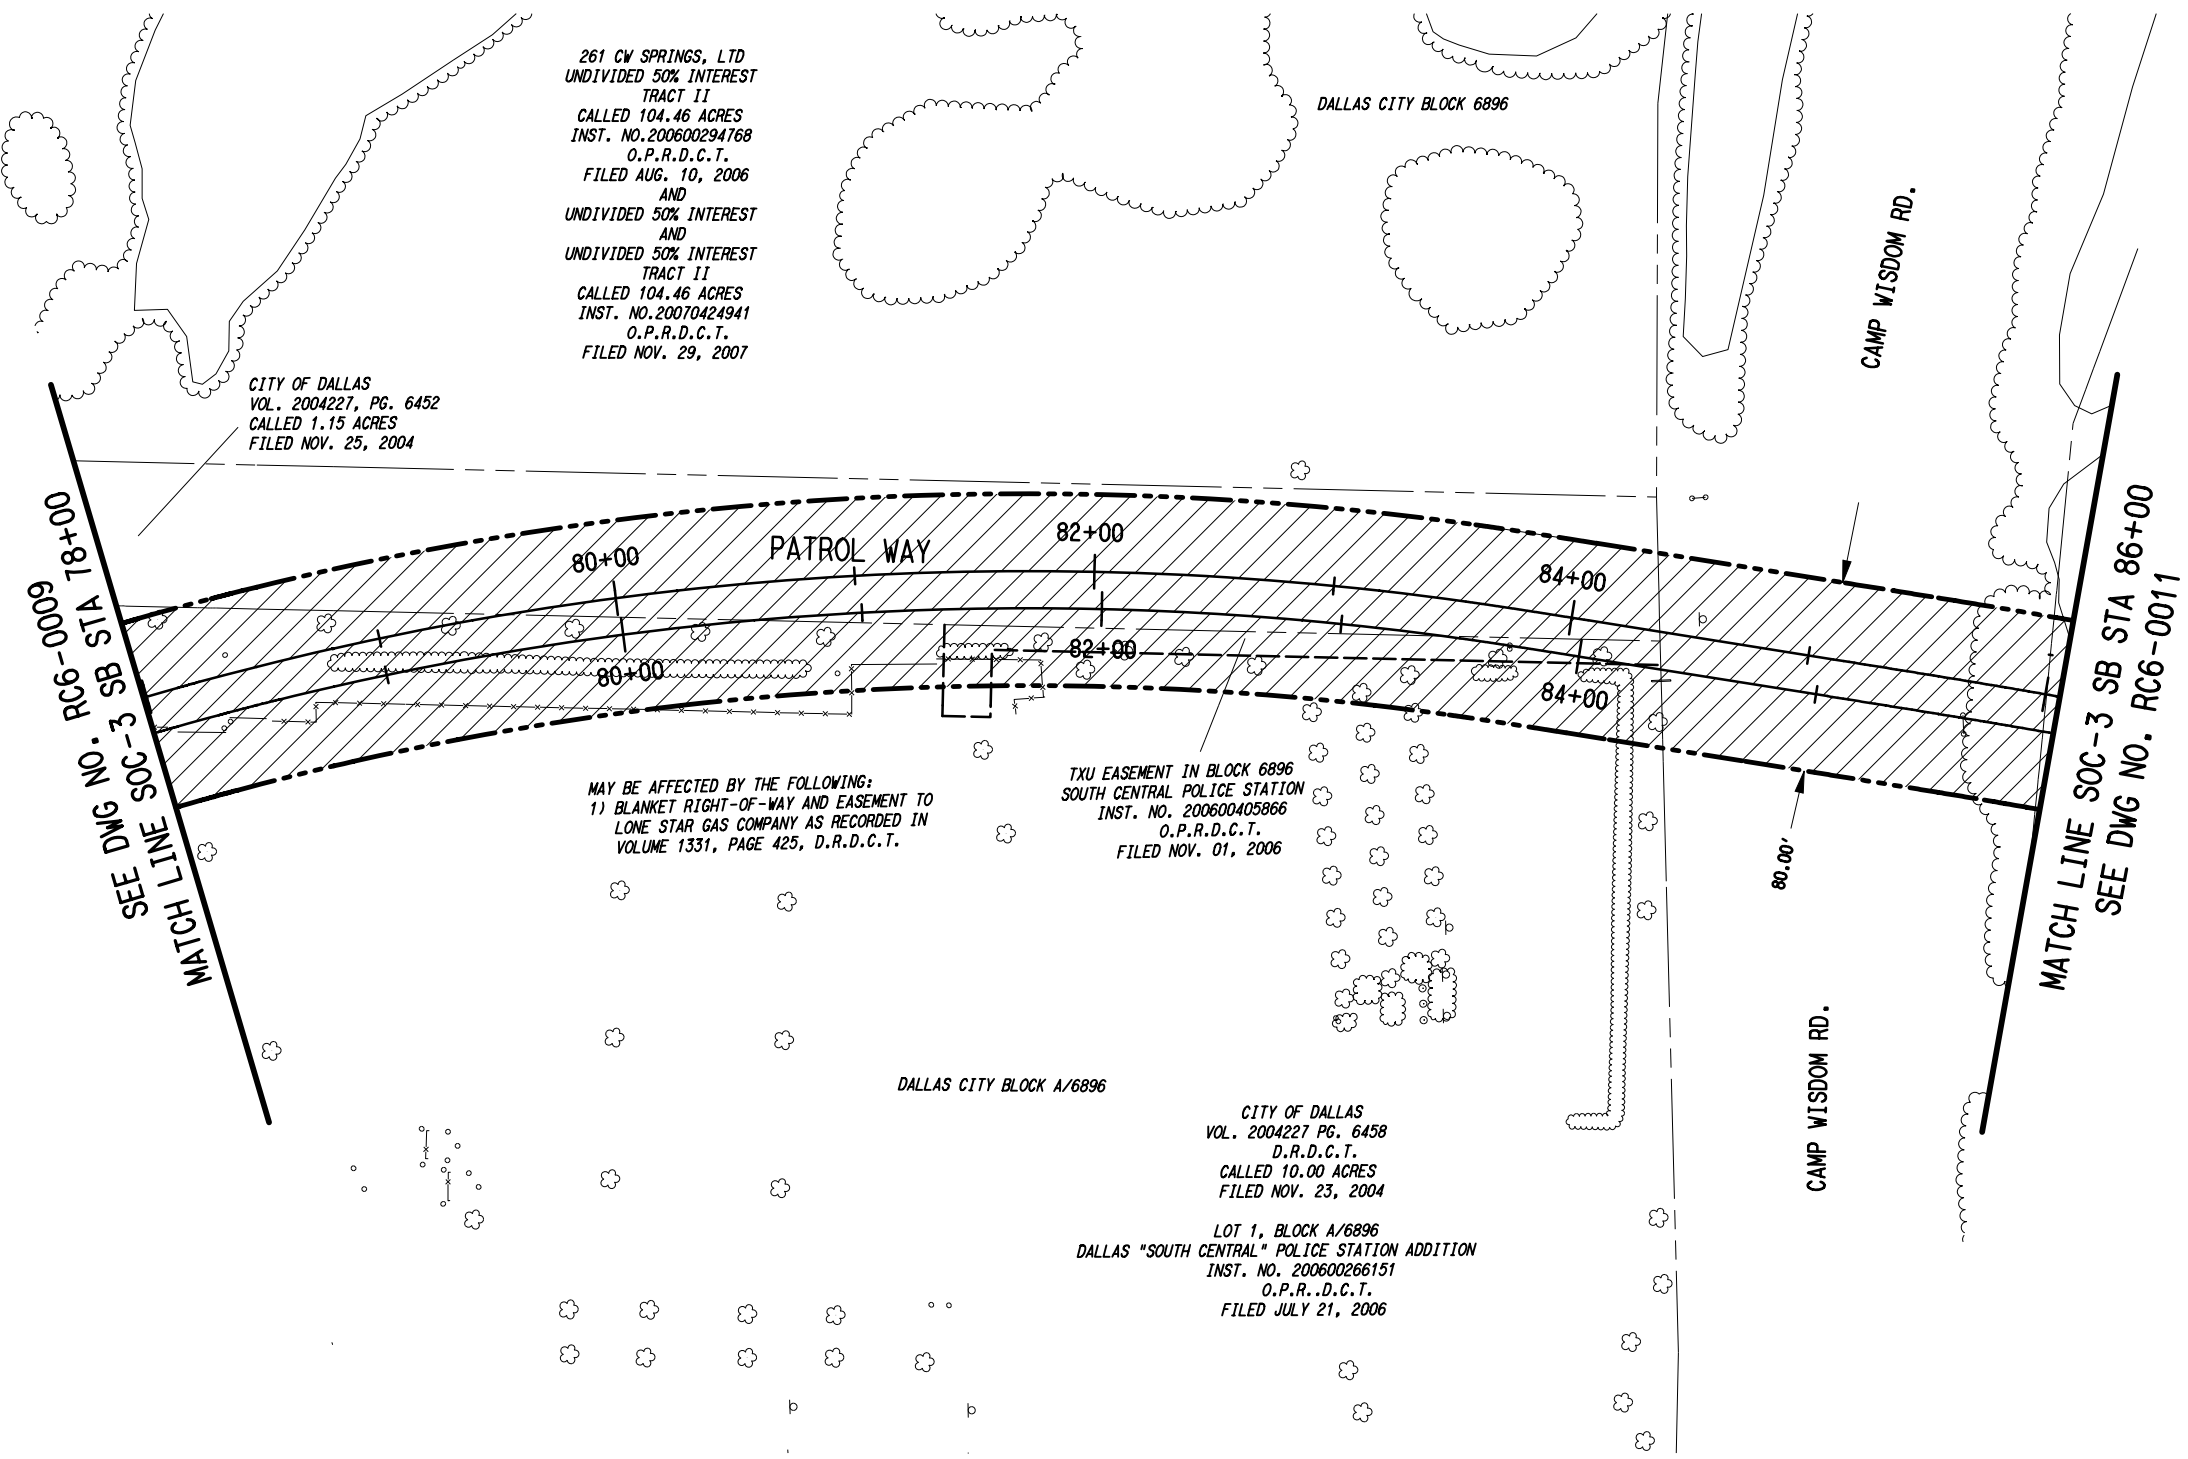 261 CW SPRINGS, LTD
UNDIVIDED 50% INTEREST
TRACT II
CALLED 104.46 ACRES
INST. NO.200600294768
O.P.R.D.C.T.
FILED AUG. 10, 2006
AND
UNDIVIDED 50% INTEREST
AND
UNDIVIDED 50% INTEREST
TRACT II
CALLED 104.46 ACRES
INST. NO.20070424941
O.P.R.D.C.T.
FILED NOV. 29, 2007
DALLAS CITY BLOCK 6896
CAMP WISDOM RD.
CITY OF DALLAS
VOL. 2004227, PG. 6452
CALLED 1.15 ACRES
FILED NOV. 25, 2004
SEE DWG NO. RC6-0009
MATCH LINE SOC-3 SB STA 78+00
80+00
PATROL WAY
82+00
84+00
80+00
82+00
84+00
MATCH LINE SOC-3 SB STA 86+00
SEE DWG NO. RC6-0011
MAY BE AFFECTED BY THE FOLLOWING:
1) BLANKET RIGHT-OF-WAY AND EASEMENT TO
LONE STAR GAS COMPANY AS RECORDED IN
VOLUME 1331, PAGE 425, D.R.D.C.T.
TXU EASEMENT IN BLOCK 6896
SOUTH CENTRAL POLICE STATION
INST. NO. 200600405866
O.P.R.D.C.T.
FILED NOV. 01, 2006
80.00'
DALLAS CITY BLOCK A/6896
CAMP WISDOM RD.
CITY OF DALLAS
VOL. 2004227 PG. 6458
D.R.D.C.T.
CALLED 10.00 ACRES
FILED NOV. 23, 2004
LOT 1, BLOCK A/6896
DALLAS "SOUTH CENTRAL" POLICE STATION ADDITION
INST. NO. 200600266151
O.P.R..D.C.T.
FILED JULY 21, 2006